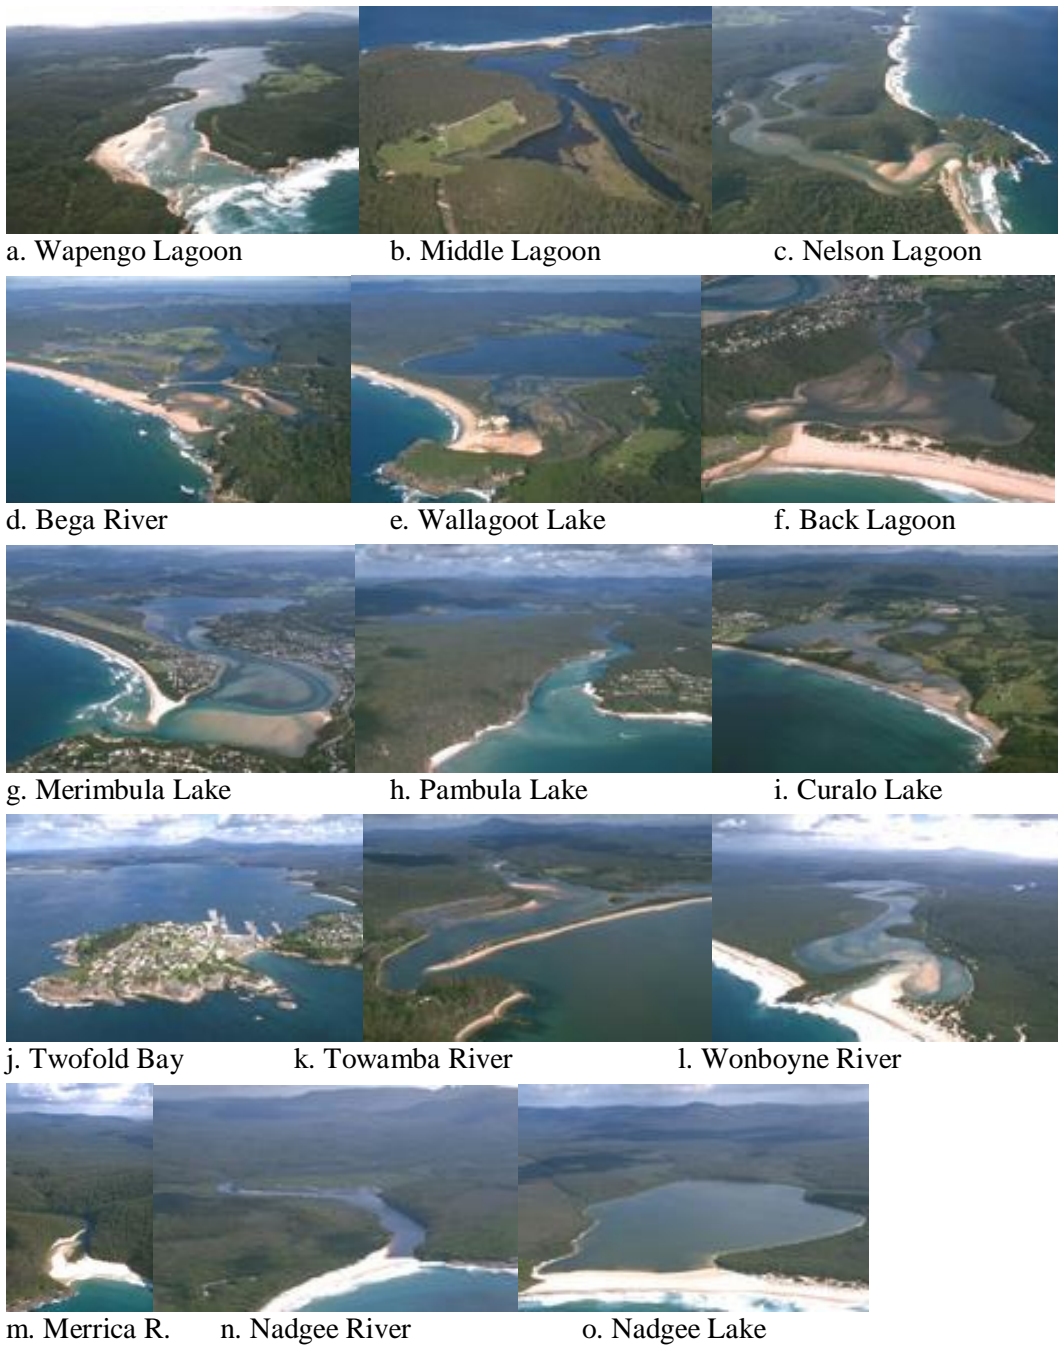 a. Wapengo Lagoon b. Middle Lagoon c. Nelson Lagoon
d. Bega River e. Wallagoot Lake f. Back Lagoon
g. Merimbula Lake h. Pambula Lake i. Curalo Lake
j. Twofold Bay k. Towamba River l. Wonboyne River
m. Merrica R. n. Nadgee River o. Nadgee Lake